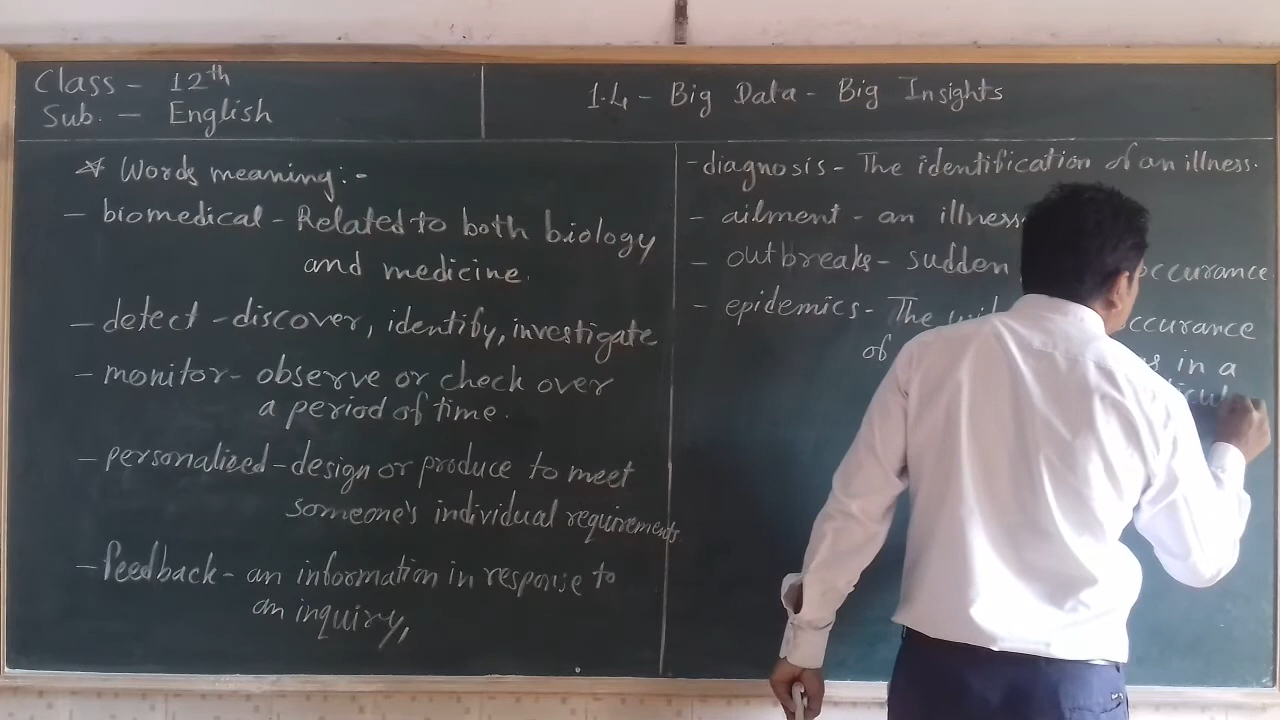 Class - 12th
Sub. - English
1.4 - Big Data - Big Insights
* Words meaning:-
- biomedical - Related to both biology
and medicine.
- detect - discover, identify, investigate
- monitor - observe or check over
a period of time.
- personalised - design or produce to meet
someone's individual requirements
- feedback - an information in response to
an inquiry,
- diagnosis - The identification of an illness.
- ailment - an illness
- outbreaks - sudden occurance
- epidemics - The occurance
of in a